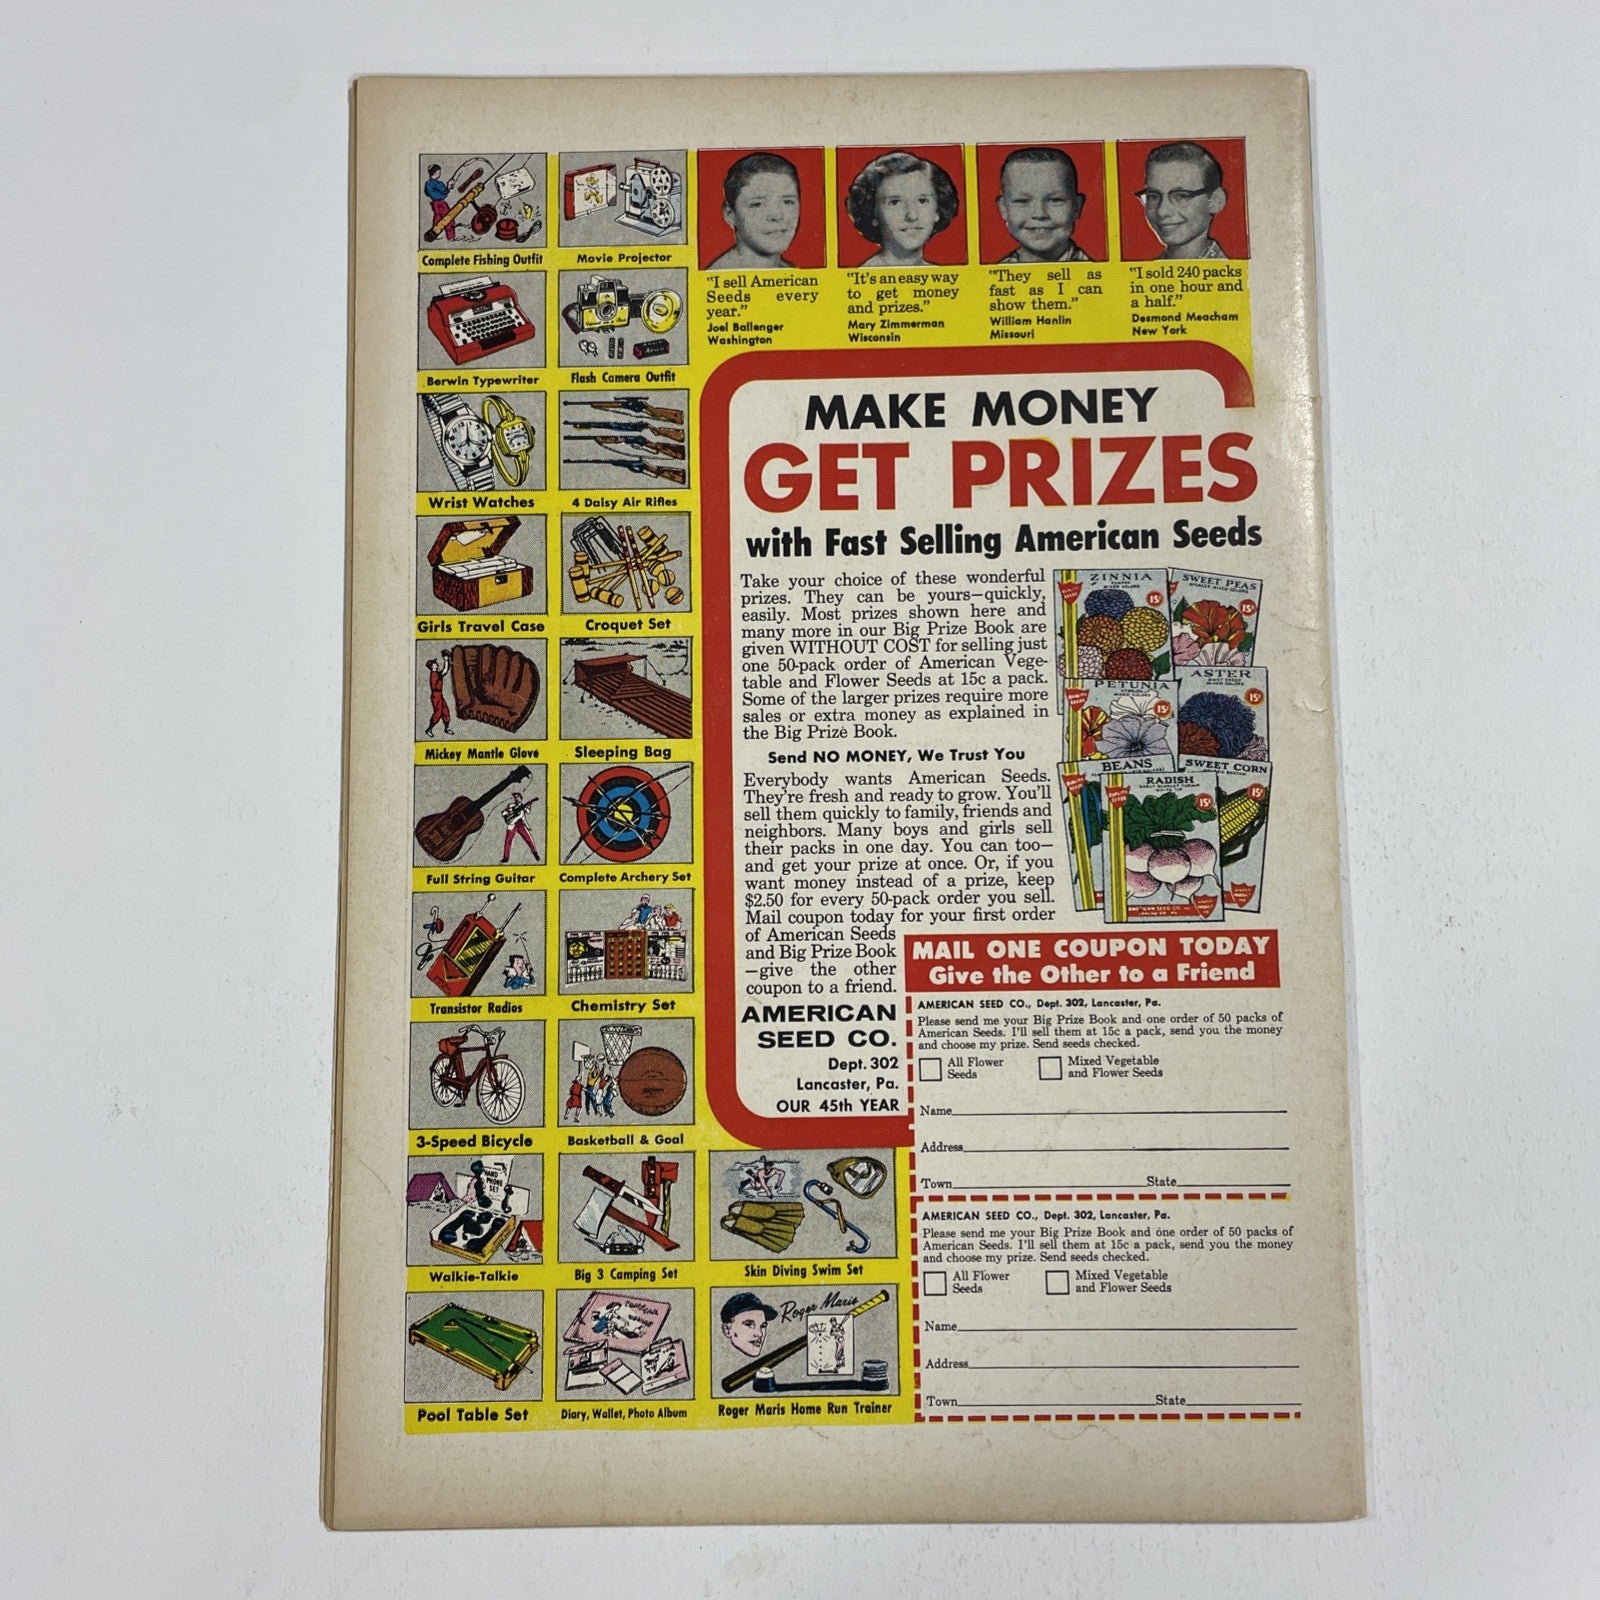 Complete Fishing Outfit
Movie Projector
Berwin Typewriter
Flash Camera Outfit
Wrist Watches
4 Daisy Air Rifles
Girls Travel Case
Croquet Set
Mickey Mantle Glove
Sleeping Bag
Full String Guitar
Complete Archery Set
Transistor Radios
Chemistry Set
3-Speed Bicycle
Basketball & Goal
HAND
PHONE
SET
Walkie-Talkie
Big 3 Camping Set
Skin Diving Swim Set
Pool Table Set
Diary, Wallet, Photo Album
Roger Maris
Roger Maris Home Run Trainer
"I sell American
Seeds every
year."
Joel Ballenger
Washington
"It's an easy way
to get money
and prizes."
Mary Zimmerman
Wisconsin
"They sell as
fast as I can
show them."
William Hanlin
Missouri
"I sold 240 packs
in one hour and
a half."
Desmond Meacham
New York
MAKE MONEY
GET PRIZES
with Fast Selling American Seeds
Take your choice of these wonderful
prizes. They can be yours—quickly,
easily. Most prizes shown here and
many more in our Big Prize Book are
given WITHOUT COST for selling just
one 50-pack order of American Vege-
table and Flower Seeds at 15c a pack.
Some of the larger prizes require more
sales or extra money as explained in
the Big Prize Book.
Send NO MONEY, We Trust You
Everybody wants American Seeds.
They're fresh and ready to grow. You'll
sell them quickly to family, friends and
neighbors. Many boys and girls sell
their packs in one day. You can too—
and get your prize at once. Or, if you
want money instead of a prize, keep
$2.50 for every 50-pack order you sell.
Mail coupon today for your first order
of American Seeds
and Big Prize Book
—give the other
coupon to a friend.
AMERICAN
SEED CO.
Dept. 302
Lancaster, Pa.
OUR 45th YEAR
ZINNIA
MIXED COLORS
15¢
SWEET PEAS
MIXED COLORS
15¢
PETUNIA
MIXED COLORS
15¢
ASTER
MIXED COLORS
15¢
BEANS
SWEET CORN
15¢
RADISH
15¢
MAIL ONE COUPON TODAY
Give the Other to a Friend
AMERICAN SEED CO., Dept. 302, Lancaster, Pa.
Please send me your Big Prize Book and one order of 50 packs of
American Seeds. I'll sell them at 15c a pack, send you the money
and choose my prize. Send seeds checked.
All Flower
Seeds
Mixed Vegetable
and Flower Seeds
Name
Address
Town State
AMERICAN SEED CO., Dept. 302, Lancaster, Pa.
Please send me your Big Prize Book and one order of 50 packs of
American Seeds. I'll sell them at 15c a pack, send you the money
and choose my prize. Send seeds checked.
All Flower
Seeds
Mixed Vegetable
and Flower Seeds
Name
Address
Town State